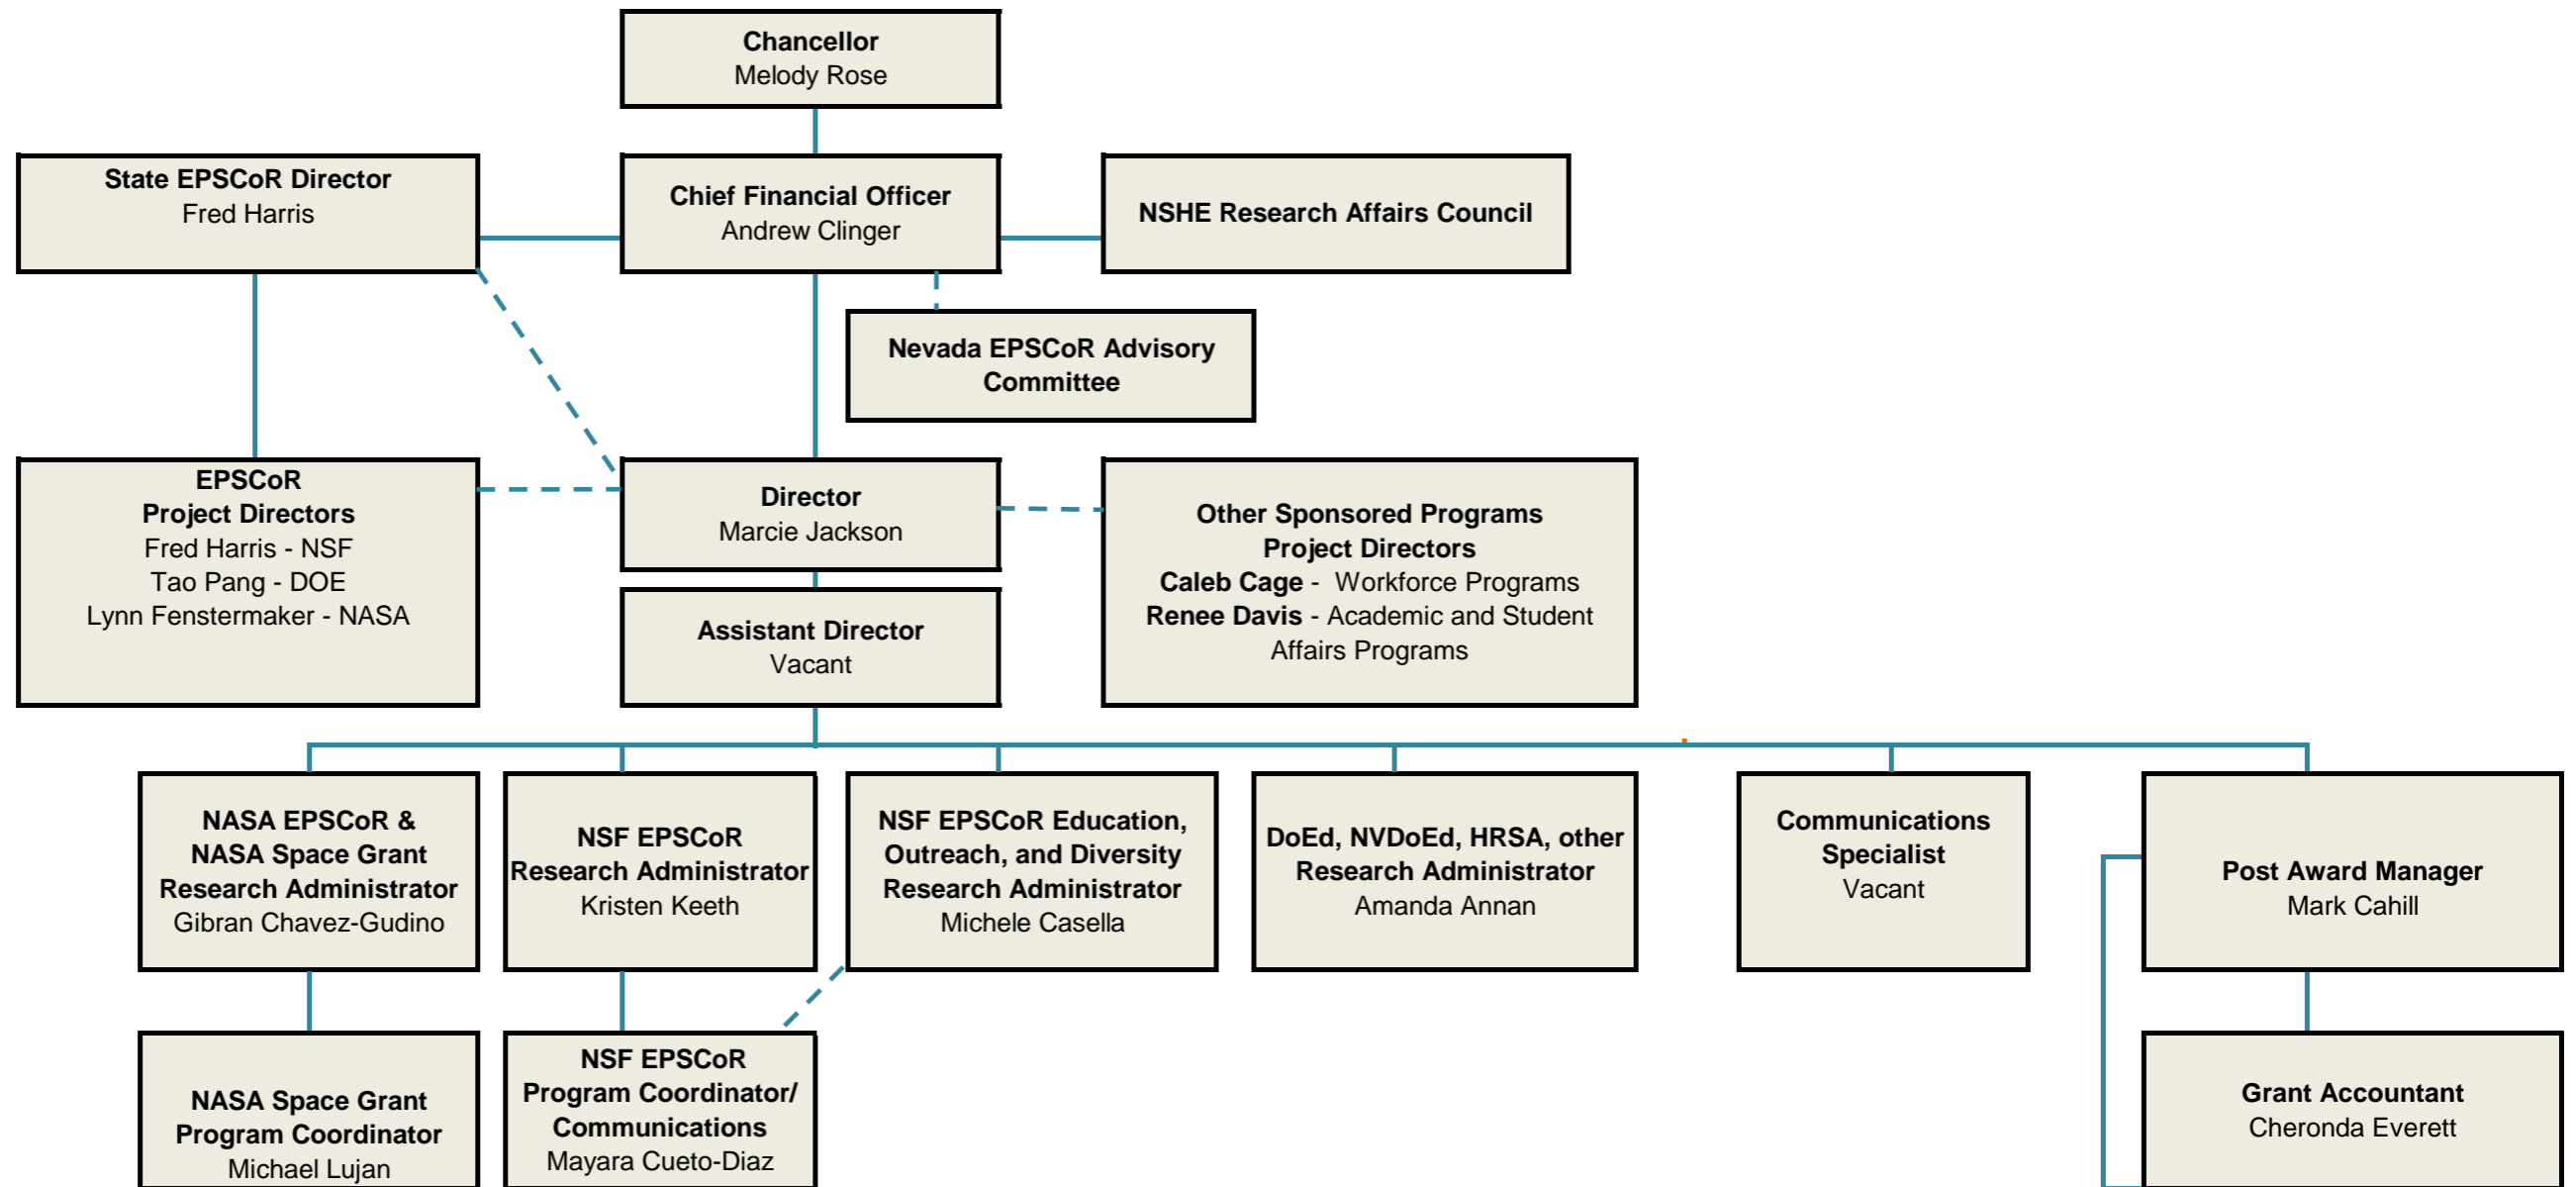 Chancellor
Melody Rose
State EPSCoR Director
Fred Harris
Chief Financial Officer
Andrew Clinger
NSHE Research Affairs Council
Nevada EPSCoR Advisory
Committee
EPSCoR
Project Directors
Fred Harris - NSF
Tao Pang - DOE
Lynn Fenstermaker - NASA
Director
Marcie Jackson
Assistant Director
Vacant
Other Sponsored Programs
Project Directors
Caleb Cage - Workforce Programs
Renee Davis - Academic and Student
Affairs Programs
NASA EPSCoR &
NASA Space Grant
Research Administrator
Gibran Chavez-Gudino
NSF EPSCoR
Research Administrator
Kristen Keeth
NSF EPSCoR Education,
Outreach, and Diversity
Research Administrator
Michele Casella
DoEd, NVDoEd, HRSA, other
Research Administrator
Amanda Annan
Communications
Specialist
Vacant
Post Award Manager
Mark Cahill
NASA Space Grant
Program Coordinator
Michael Lujan
NSF EPSCoR
Program Coordinator/
Communications
Mayara Cueto-Diaz
Grant Accountant
Cheronda Everett